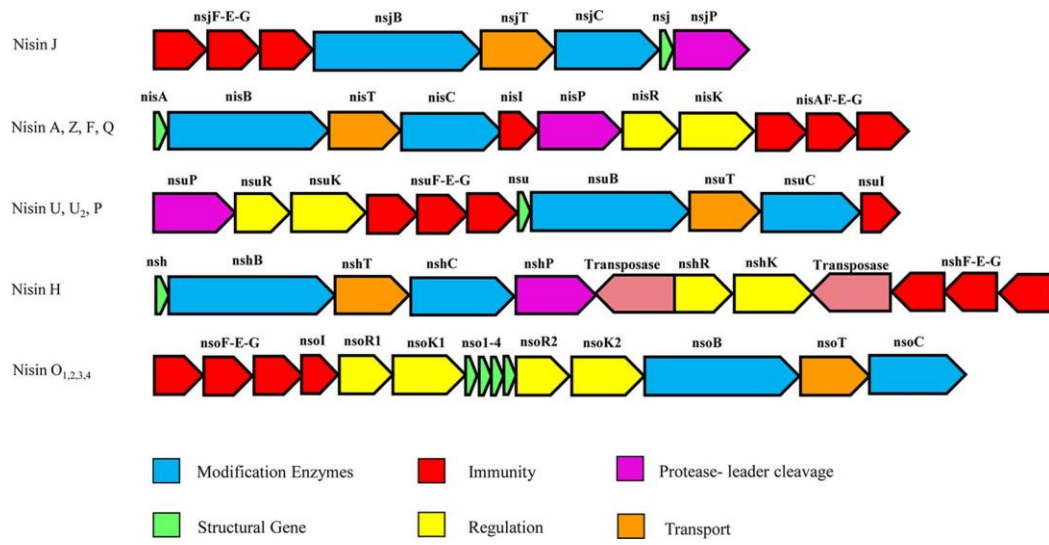 nsjF-E-G nsjB nsjT nsjC nsj nsjP
Nisin J
nisA nisB nisT nisC nisI nisP nisR nisK nisAF-E-G
Nisin A, Z, F, Q
nsuP nsuR nsuK nsuF-E-G nsu nsuB nsuT nsuC nsuI
Nisin U, U₂, P
nsh nshB nshT nshC nshP Transposase nshR nshK Transposase nshF-E-G
Nisin H
nsoF-E-G nsoI nsoR1 nsoK1 nso1-4 nsoR2 nsoK2 nsoB nsoT nsoC
Nisin O₁,₂,₃,₄
Modification Enzymes Immunity Protease- leader cleavage
Structural Gene Regulation Transport